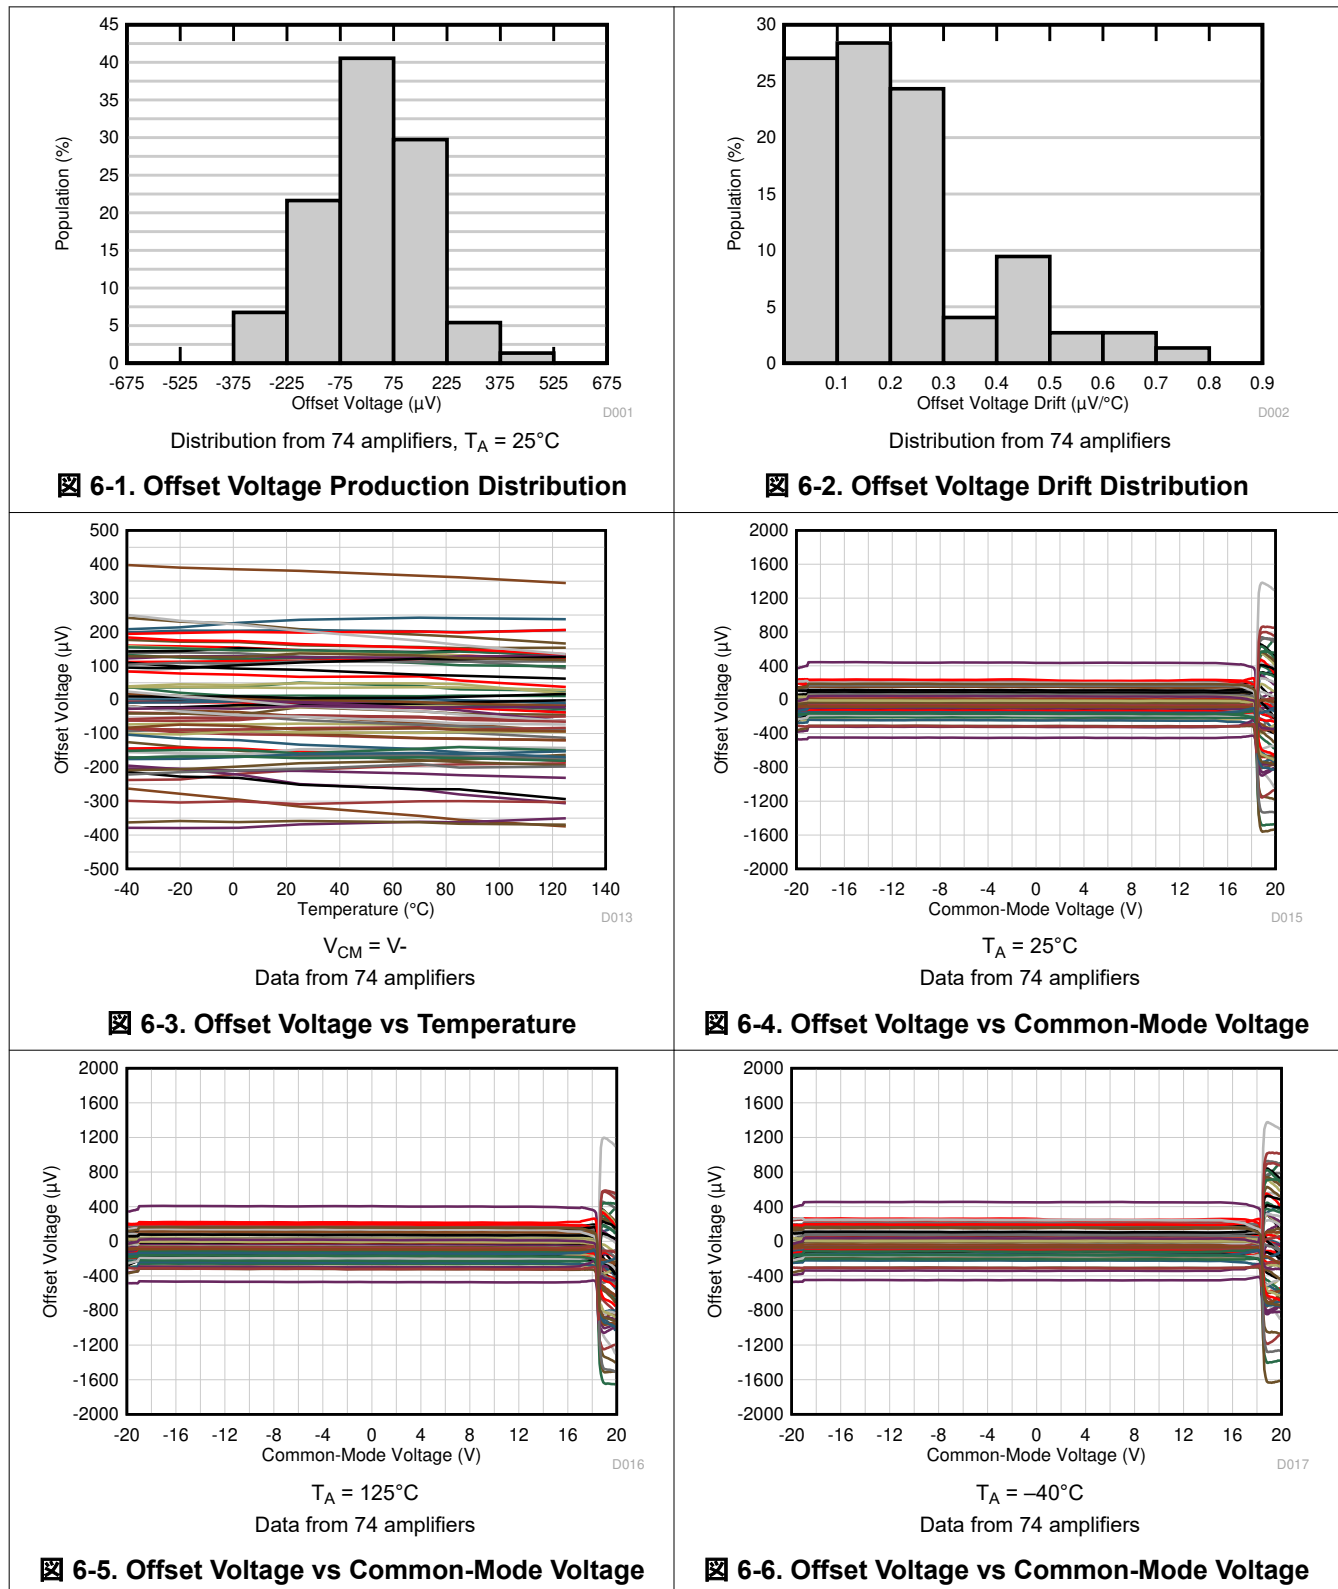 45
40
35
30
25
20
15
10
5
0
Population (%)
-675 -525 -375 -225 -75 75 225 375 525 675
Offset Voltage (µV)
D001
Distribution from 74 amplifiers, TA = 25°C
図 6-1. Offset Voltage Production Distribution
30
25
20
15
10
5
0
Population (%)
0.1 0.2 0.3 0.4 0.5 0.6 0.7 0.8 0.9
Offset Voltage Drift (µV/°C)
D002
Distribution from 74 amplifiers
図 6-2. Offset Voltage Drift Distribution
500
400
300
200
100
0
-100
-200
-300
-400
-500
Offset Voltage (µV)
-40 -20 0 20 40 60 80 100 120 140
Temperature (°C)
D013
VCM = V-
Data from 74 amplifiers
図 6-3. Offset Voltage vs Temperature
2000
1600
1200
800
400
0
-400
-800
-1200
-1600
-2000
Offset Voltage (µV)
-20 -16 -12 -8 -4 0 4 8 12 16 20
Common-Mode Voltage (V)
D015
TA = 25°C
Data from 74 amplifiers
図 6-4. Offset Voltage vs Common-Mode Voltage
2000
1600
1200
800
400
0
-400
-800
-1200
-1600
-2000
Offset Voltage (µV)
-20 -16 -12 -8 -4 0 4 8 12 16 20
Common-Mode Voltage (V)
D016
TA = 125°C
Data from 74 amplifiers
図 6-5. Offset Voltage vs Common-Mode Voltage
2000
1600
1200
800
400
0
-400
-800
-1200
-1600
-2000
Offset Voltage (µV)
-20 -16 -12 -8 -4 0 4 8 12 16 20
Common-Mode Voltage (V)
D017
TA = –40°C
Data from 74 amplifiers
図 6-6. Offset Voltage vs Common-Mode Voltage